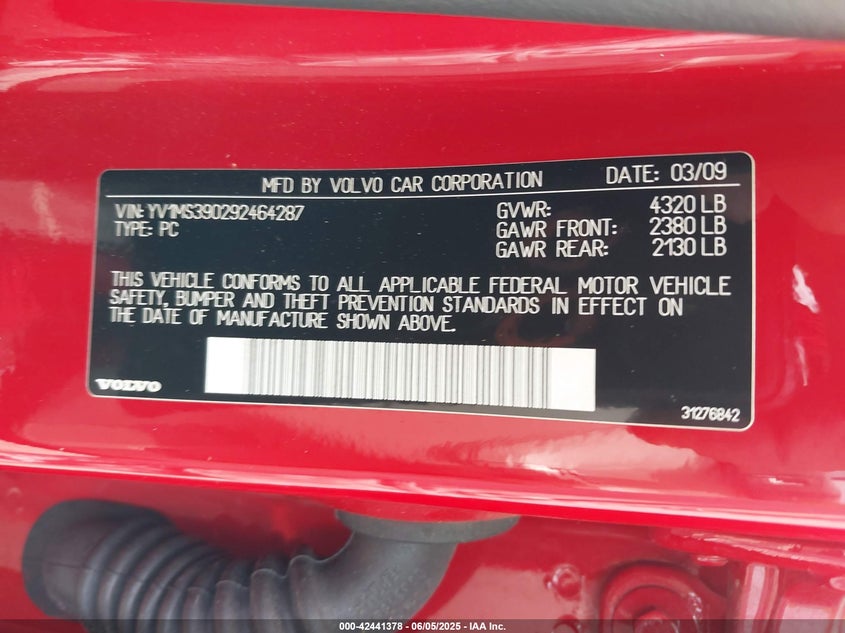 MFD BY VOLVO CAR CORPORATION DATE: 03/09
VIN: YV1MS390292464287 GVWR: 4320 LB
TYPE: PC GAWR FRONT: 2380 LB
GAWR REAR: 2130 LB
THIS VEHICLE CONFORMS TO ALL APPLICABLE FEDERAL MOTOR VEHICLE
SAFETY, BUMPER AND THEFT PREVENTION STANDARDS IN EFFECT ON
THE DATE OF MANUFACTURE SHOWN ABOVE.
VOLVO
31276842
000-42441378 - 06/05/2025 - IAA Inc.